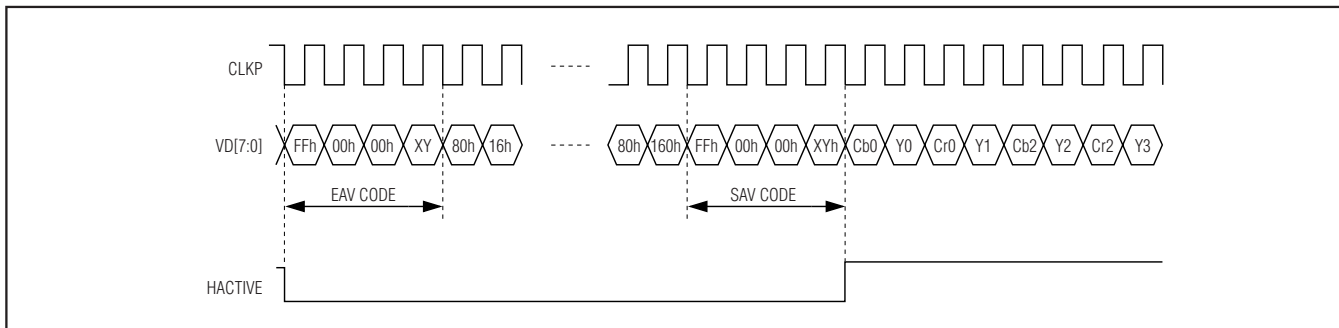 CLKP
VD[7:0] FFh 00h 00h XY 80h 16h 80h 160h FFh 00h 00h XYh Cb0 Y0 Cr0 Y1 Cb2 Y2 Cr2 Y3
EAV CODE SAV CODE
HACTIVE